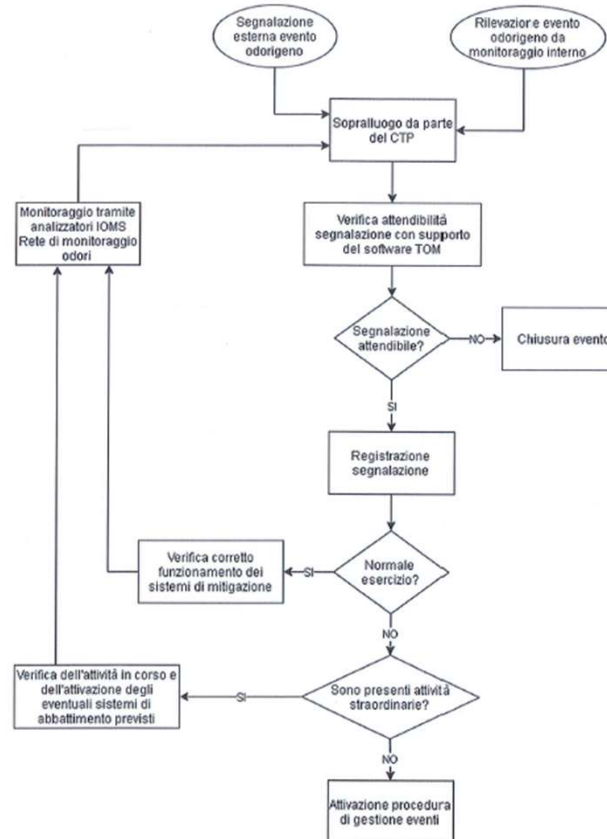 Segnalazione
esterna evento
odorigeno
Rilevazior e evento
odorigeno da
monitoraggio interno
Sopralluogo da parte
del CTP
Monitoraggio tramite
analizzatori IOMS
Rete di monitoraggio
odori
Verifica attendibilità
segnalazione con supporto
del software TOM
Segnalazione
attendibile?
NO
Chiusura evento
SI
Registrazione
segnalazione
Verifica corretto
funzionamento dei
sistemi di mitigazione
SI
Normale
esercizio?
NO
Verifica dell'attività in corso e
dell'attivazione degli
eventuali sistemi di
abbattimento previsti
SI
Sono presenti attività
straordinarie?
NO
Attivazione procedura
di gestione eventi